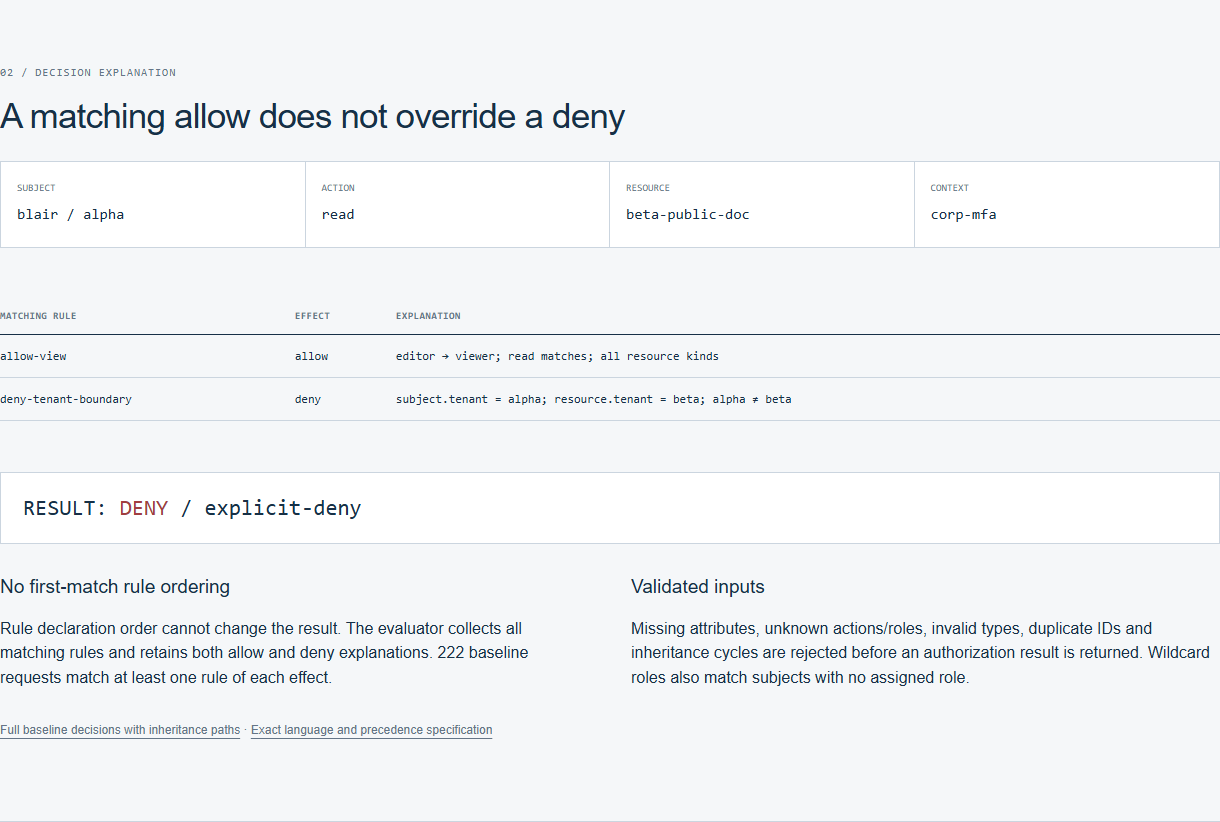 02 / DECISION EXPLANATION
A matching allow does not override a deny
SUBJECT ACTION RESOURCE CONTEXT
blair / alpha read beta-public-doc corp-mfa
MATCHING RULE EFFECT EXPLANATION
allow-view allow editor → viewer; read matches; all resource kinds
deny-tenant-boundary deny subject.tenant = alpha; resource.tenant = beta; alpha ≠ beta
RESULT: DENY / explicit-deny
No first-match rule ordering
Rule declaration order cannot change the result. The evaluator collects all
matching rules and retains both allow and deny explanations. 222 baseline
requests match at least one rule of each effect.
Validated inputs
Missing attributes, unknown actions/roles, invalid types, duplicate IDs and
inheritance cycles are rejected before an authorization result is returned. Wildcard
roles also match subjects with no assigned role.
Full baseline decisions with inheritance paths · Exact language and precedence specification